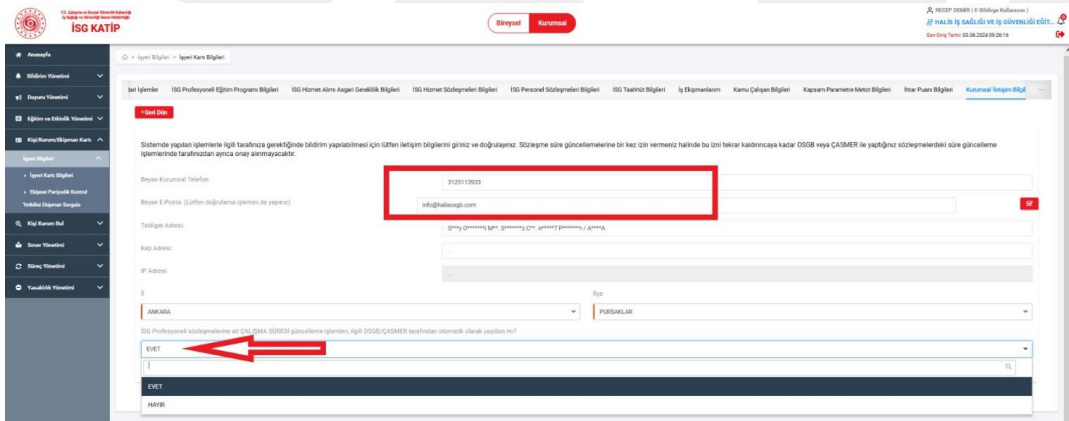 T.C. Çalışma ve Sosyal Güvenlik Bakanlığı
İş Sağlığı ve Güvenliği Genel Müdürlüğü
İSG KATİP
Bireysel
Kurumsal
RECEP DEMİR ( E-Bildirge Kullanıcısı )
HALİS İŞ SAĞLIĞI VE İŞ GÜVENLİĞİ EĞİT...
Son Giriş Tarihi: 03.06.2024 09:26:16
Anasayfa
Bildirim Yönetimi
Duyuru Yönetimi
Eğitim ve Etkinlik Yönetimi
Kişi/Kurum/Ekipman Kartı
İşyeri Bilgileri
İşyeri Kartı Bilgileri
Ekipnet Periyodik Kontrol
Yetkilisi Ekipman Sorgula
Kişi Kurum Bul
Sınav Yönetimi
Süreç Yönetimi
Yasaklılık Yönetimi
> İşyeri Bilgileri > İşyeri Kartı Bilgileri
leri İşlemler
İSG Profesyoneli Eğitim Programı Bilgileri
İSG Hizmet Alımı Asgari Gereklilik Bilgileri
İSG Hizmet Sözleşmeleri Bilgileri
İSG Personel Sözleşmeleri Bilgileri
İSG Taahhüt Bilgileri
İş Ekipmanlarım
Kamu Çalışan Bilgileri
Kapsam Parametre Metot Bilgileri
İhtar Puanı Bilgileri
Kurumsal İletişim Bilgil
...
Geri Dön
Sistemde yapılan işlemlerle ilgili tarafınıza gerektiğinde bildirim yapılabilmesi için lütfen iletişim bilgilerini giriniz ve doğrulayınız. Sözleşme süre güncellemelerine bir kez izin vermeniz halinde bu izni tekrar kaldırıncaya kadar OSGB veya ÇASMER ile yaptığınız sözleşmelerdeki süre güncelleme
işlemlerinde tarafınızdan ayrıca onay alınmayacaktır.
Beyan Kurumsal Telefon:
3125113933
Beyan E-Posta: (Lütfen doğrulama işlemini de yapınız)
info@halisosgb.com
Tebligat Adresi:
Kep Adresi:
...
IP Adresi
...
İl
İlçe
ANKARA
PURSAKLAR
İSG Profesyoneli sözleşmelerine ait ÇALIŞMA SÜRESİ güncelleme işlemleri, ilgili OSGB/ÇASMER tarafından otomatik olarak yapılsın mı?
EVET
EVET
HAYIR